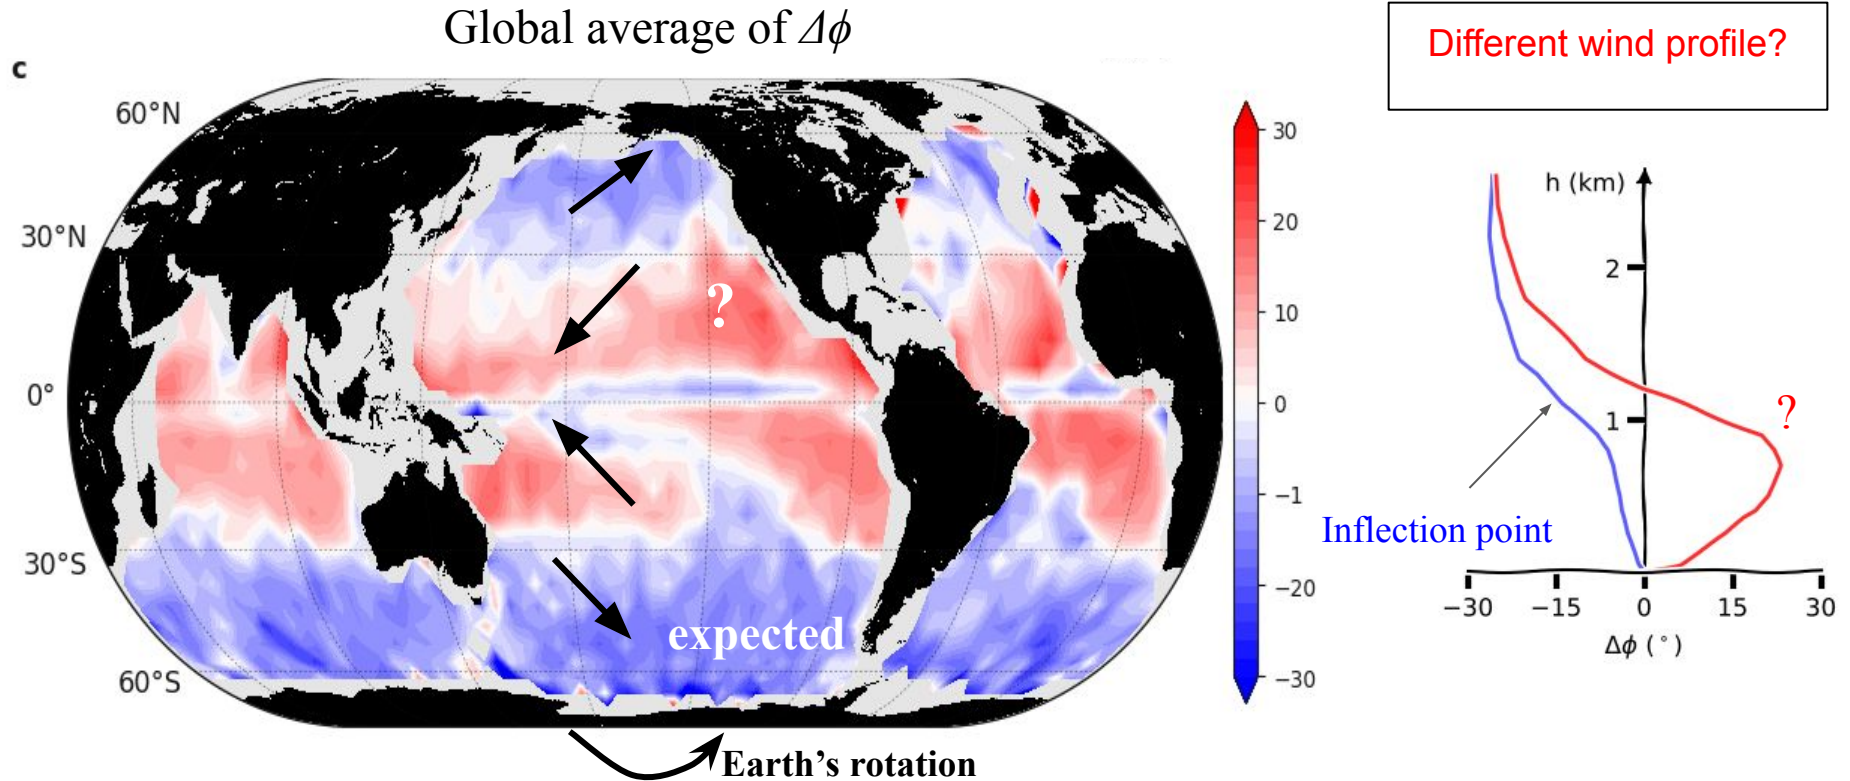 Global average of Δϕ
c
60°N
30°N
0°
30°S
60°S
?
expected
Earth's rotation
30
20
10
0
−1
−20
−30
Different wind profile?
h (km)
2
1
?
Inflection point
−30 −15 0 15 30
Δϕ (°)